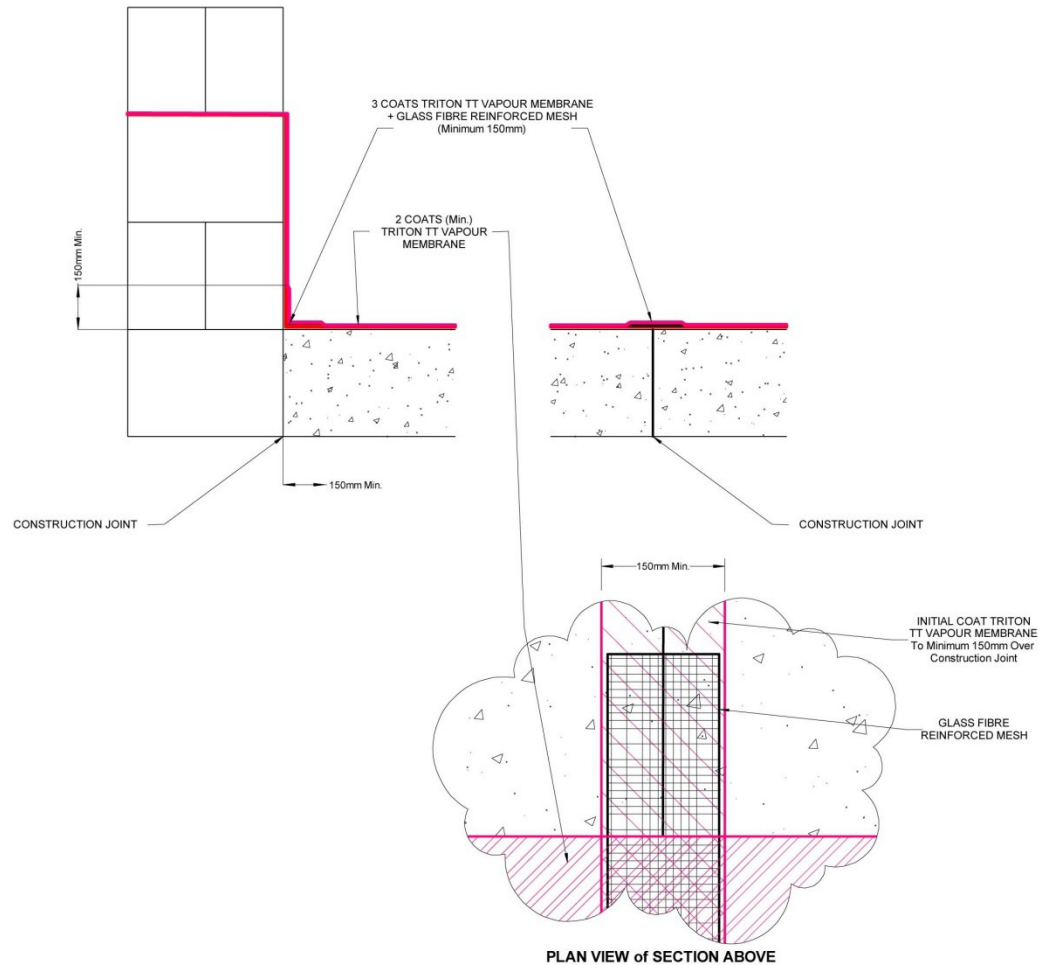 3 COATS TRITON TT VAPOUR MEMBRANE
+ GLASS FIBRE REINFORCED MESH
(Minimum 150mm)
2 COATS (Min.)
TRITON TT VAPOUR
MEMBRANE
150mm Min.
150mm Min.
CONSTRUCTION JOINT
CONSTRUCTION JOINT
150mm Min.
INITIAL COAT TRITON
TT VAPOUR MEMBRANE
To Minimum 150mm Over
Construction Joint
GLASS FIBRE
REINFORCED MESH
PLAN VIEW of SECTION ABOVE